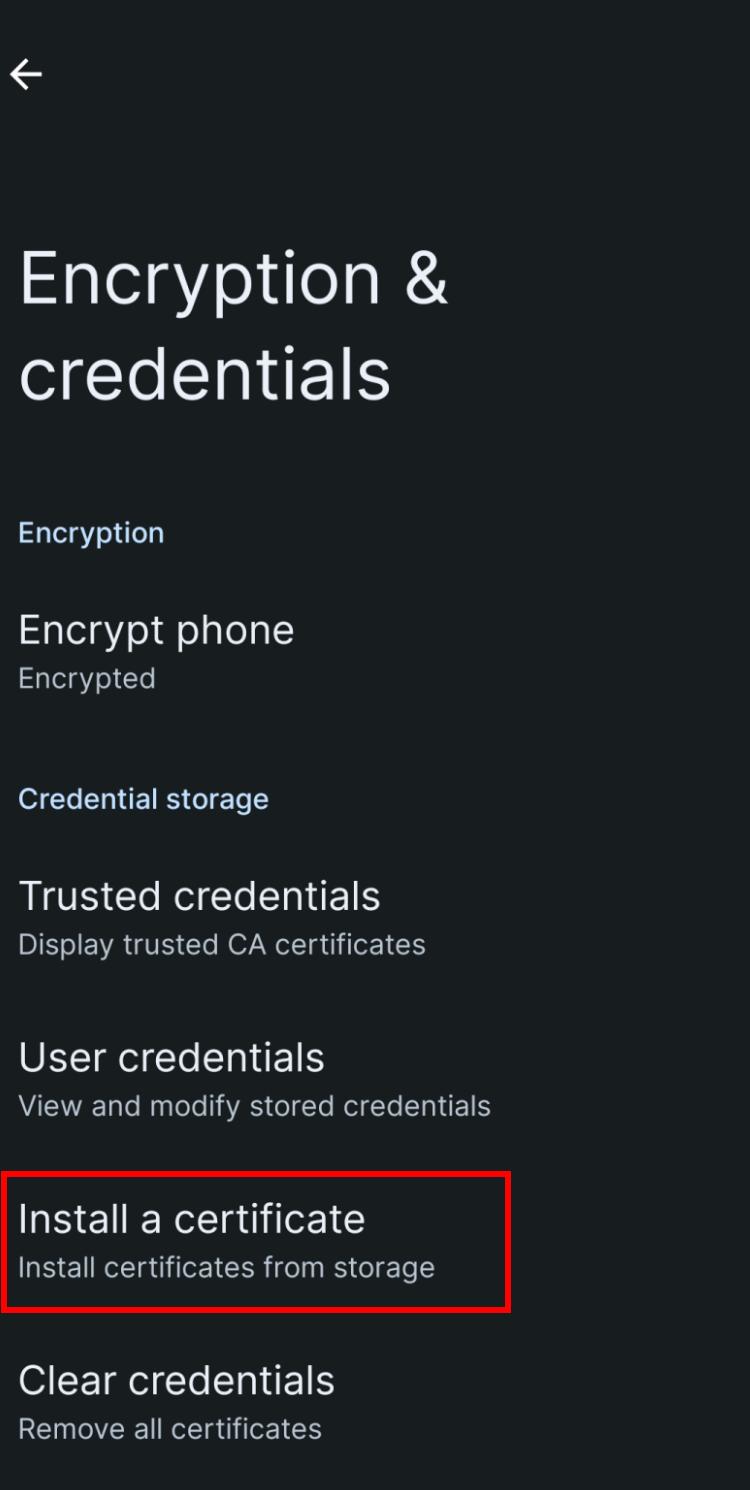 Encryption &
credentials
Encryption
Encrypt phone
Encrypted
Credential storage
Trusted credentials
Display trusted CA certificates
User credentials
View and modify stored credentials
Install a certificate
Install certificates from storage
Clear credentials
Remove all certificates